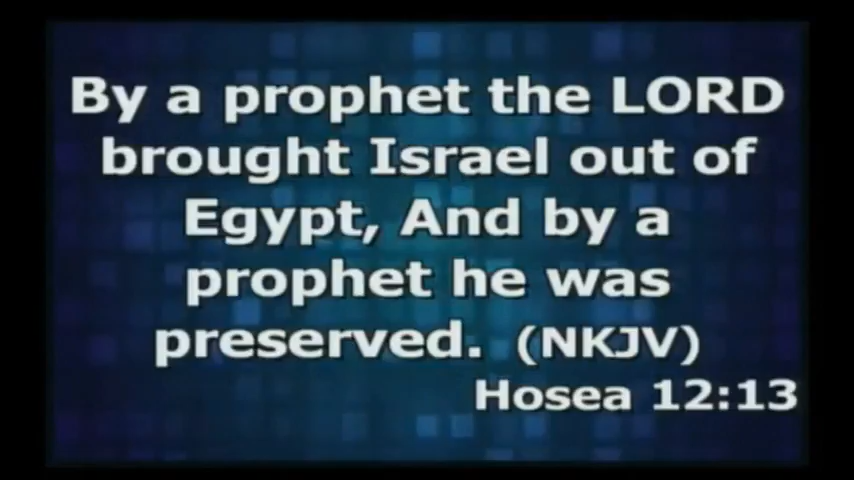 By a prophet the LORD
brought Israel out of
Egypt, And by a
prophet he was
preserved. (NKJV)
Hosea 12:13